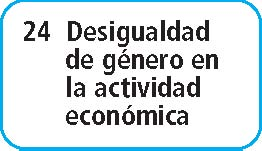 24 Desigualdad
de género en
la actividad
económica